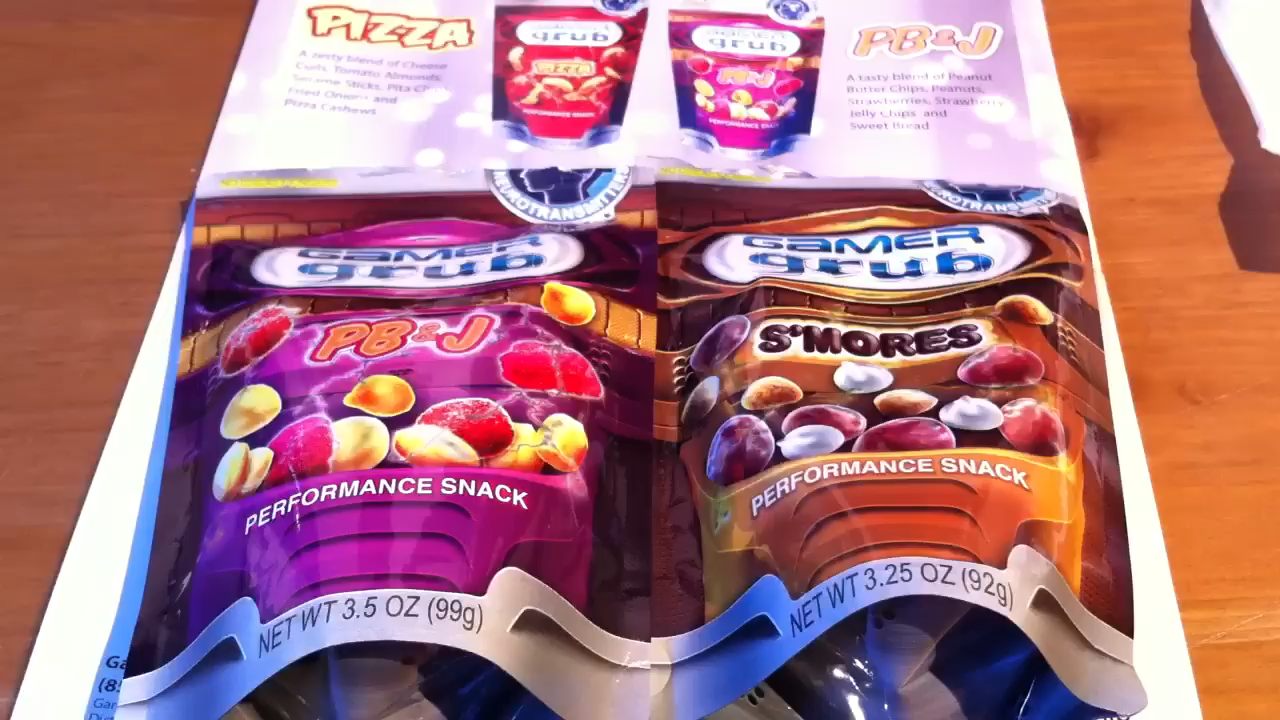 PIZZA
A zesty blend of Cheese
Curls, Tomato Almonds,
Sesame Sticks, Pita
Fried Onions and
Pizza Cashews
grub
PIZZA
PERFORMANCE SNACK
GAMER
grub
PB&J
PERFORMANCE SNACK
PB&J
A tasty blend of Peanut
Butter Chips, Peanuts,
Strawberries, Strawberry
Jelly Chips and
Sweet Bread
NEUROTRANSMITTERS
GAMER
grub
PB&J
PERFORMANCE SNACK
NET WT 3.5 OZ (99g)
NEUROTRANSMITTERS
GAMER
grub
S'MORES
PERFORMANCE SNACK
NET WT 3.25 OZ (92g)